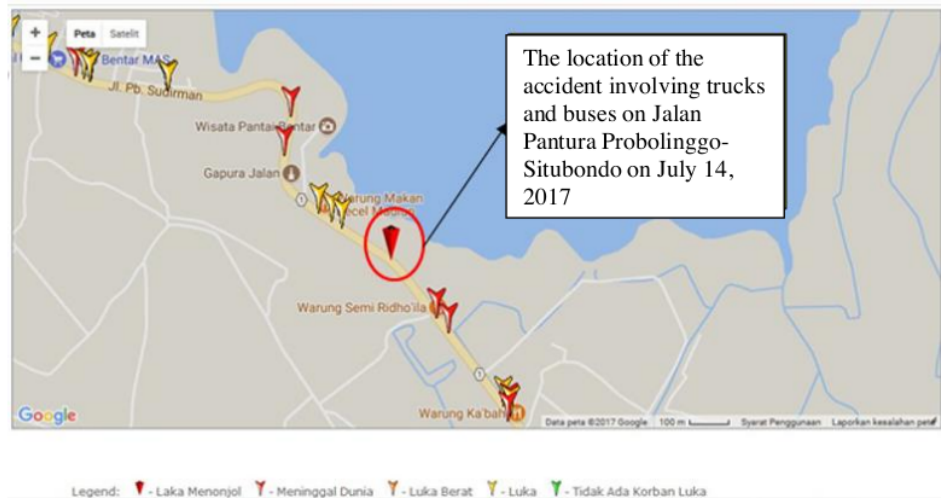 +
Peta Satelit
-
Bentar MAS
Jl. Pb. Sudirman
Wisata Pantai Bentar
Gapura Jalan
1
Warung Makan
Warung Semi Ridho'ila
1
Warung Ka'bah
The location of the
accident involving trucks
and buses on Jalan
Pantura Probolinggo-
Situbondo on July 14,
2017
Google
Data peta ©2017 Google 100 m Syarat Penggunaan Laporkan kesalahan peta
Legend: - Laka Menonjol - Meninggal Dunia - Luka Berat - Luka - Tidak Ada Korban Luka